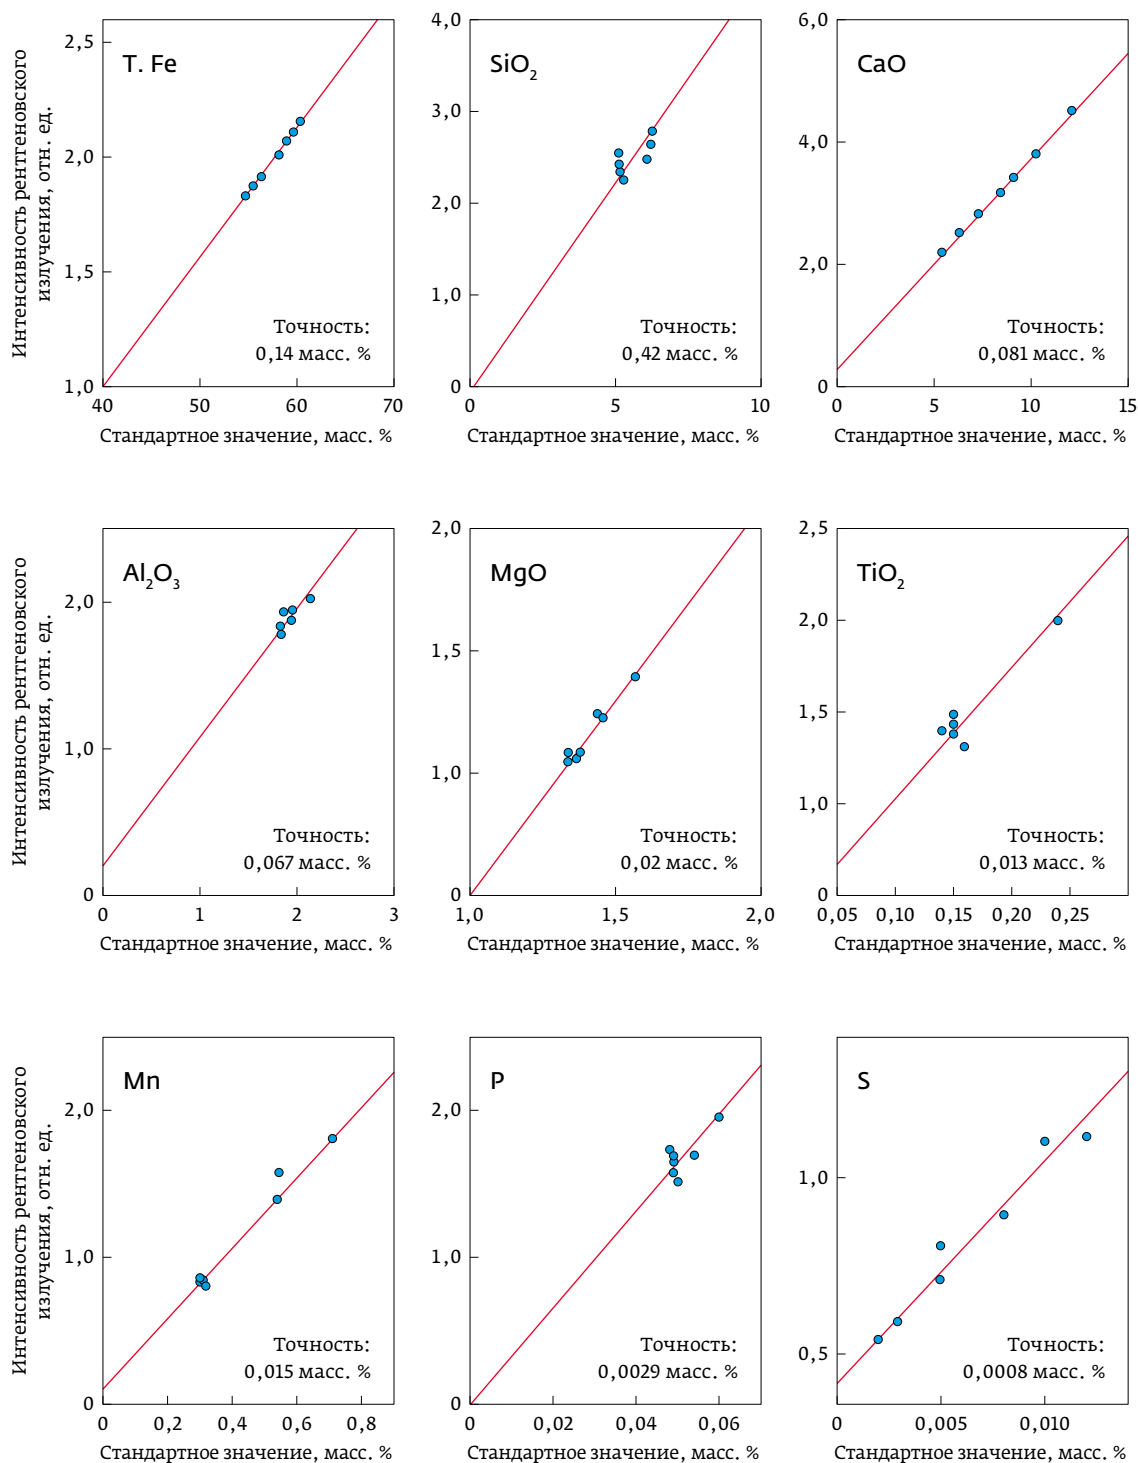 Интенсивность рентгеновского
излучения, отн. ед.
2,5
2,0
1,5
1,0
T. Fe
Точность:
0,14 масс. %
40 50 60 70
Стандартное значение, масс. %
4,0
3,0
2,0
1,0
0
SiO₂
Точность:
0,42 масс. %
0 5 10
Стандартное значение, масс. %
6,0
4,0
2,0
0
CaO
Точность:
0,081 масс. %
0 5 10 15
Стандартное значение, масс. %
Интенсивность рентгеновского
излучения, отн. ед.
2,0
1,0
0
Al₂O₃
Точность:
0,067 масс. %
0 1 2 3
Стандартное значение, масс. %
2,0
1,5
1,0
0
MgO
Точность:
0,02 масс. %
1,0 1,5 2,0
Стандартное значение, масс. %
2,5
2,0
1,5
1,0
0
TiO₂
Точность:
0,013 масс. %
0,05 0,10 0,15 0,20 0,25
Стандартное значение, масс. %
Интенсивность рентгеновского
излучения, отн. ед.
2,0
1,0
0
Mn
Точность:
0,015 масс. %
0 0,2 0,4 0,6 0,8
Стандартное значение, масс. %
2,0
1,0
0
P
Точность:
0,0029 масс. %
0 0,02 0,04 0,06
Стандартное значение, масс. %
1,0
0,5
S
Точность:
0,0008 масс. %
0 0,005 0,010
Стандартное значение, масс. %